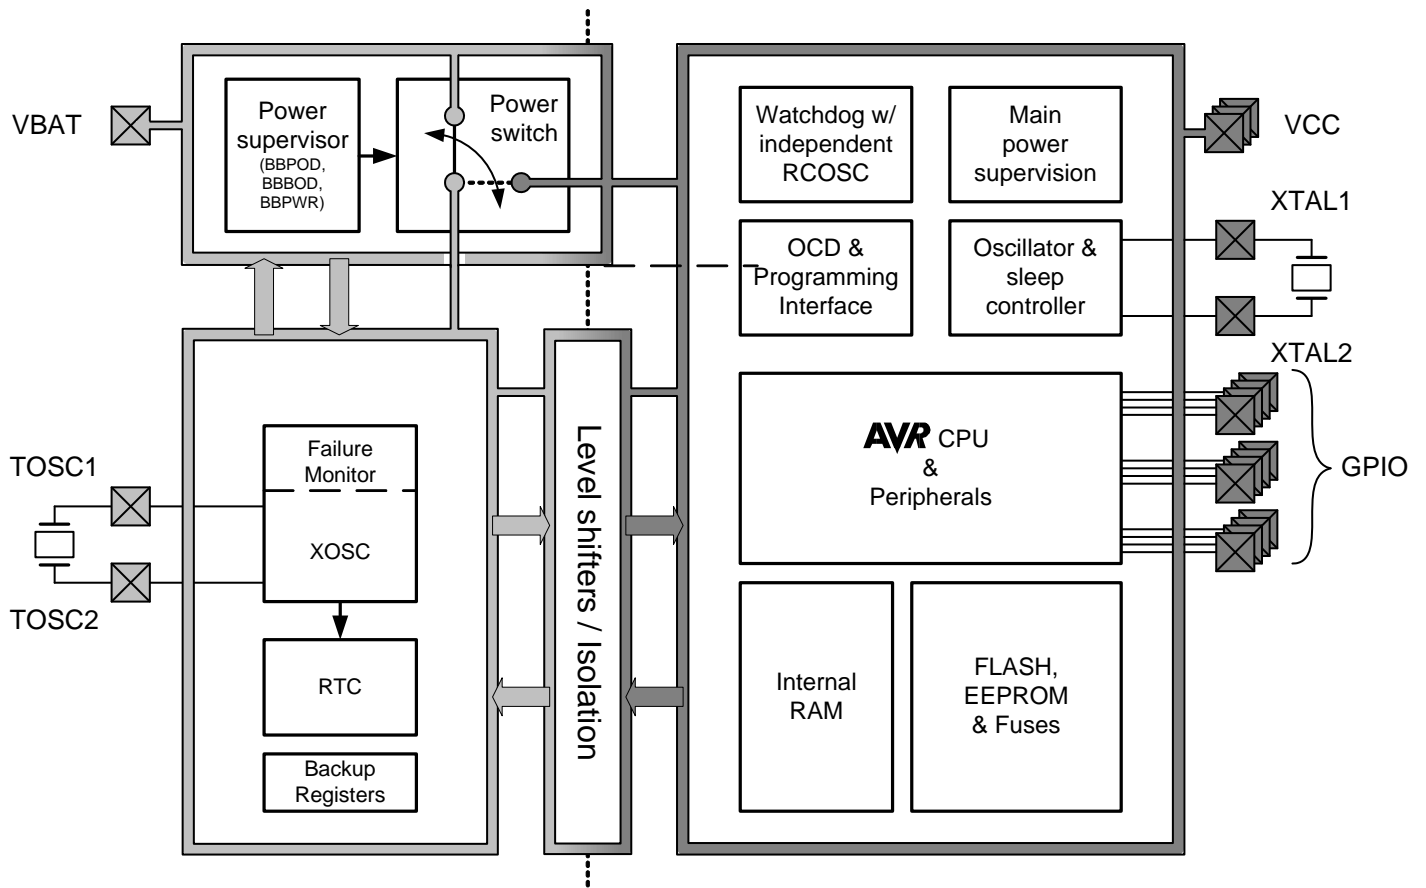 VBAT
Power
supervisor
(BBPOD,
BBBOD,
BBPWR)
Power
switch
Watchdog w/
independent
RCOSC
Main
power
supervision
VCC
XTAL1
OCD &
Programming
Interface
Oscillator &
sleep
controller
XTAL2
TOSC1
Failure
Monitor
XOSC
TOSC2
RTC
Backup
Registers
Level shifters / Isolation
AVR CPU
&
Peripherals
GPIO
Internal
RAM
FLASH,
EEPROM
& Fuses